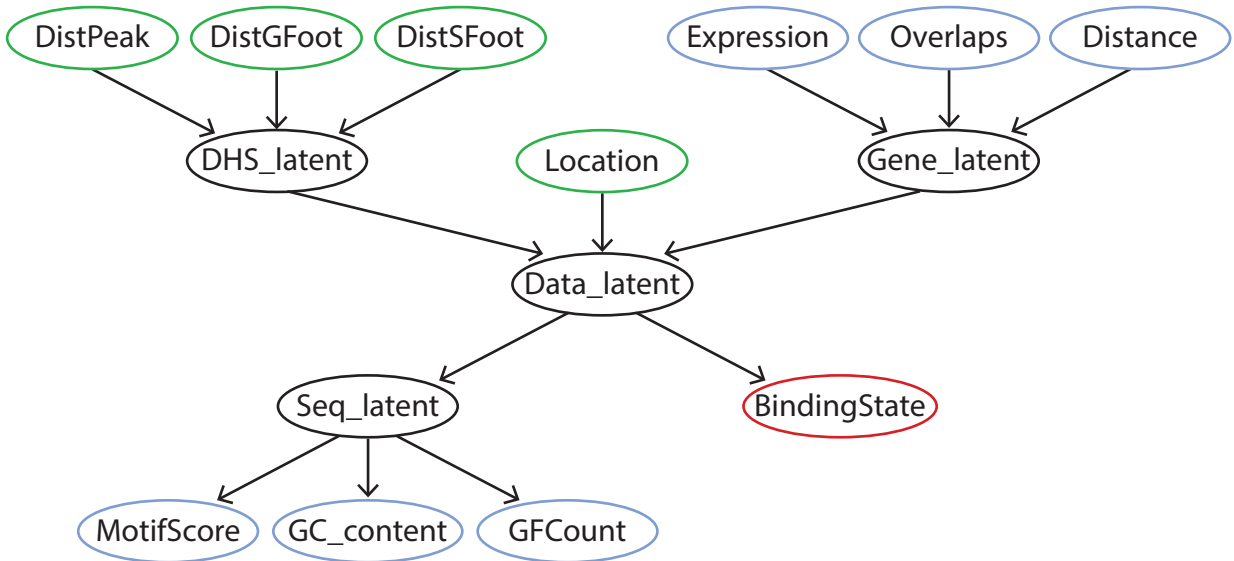 DistPeak
DistGFoot
DistSFoot
Expression
Overlaps
Distance
DHS_latent
Location
Gene_latent
Data_latent
Seq_latent
BindingState
MotifScore
GC_content
GFCount